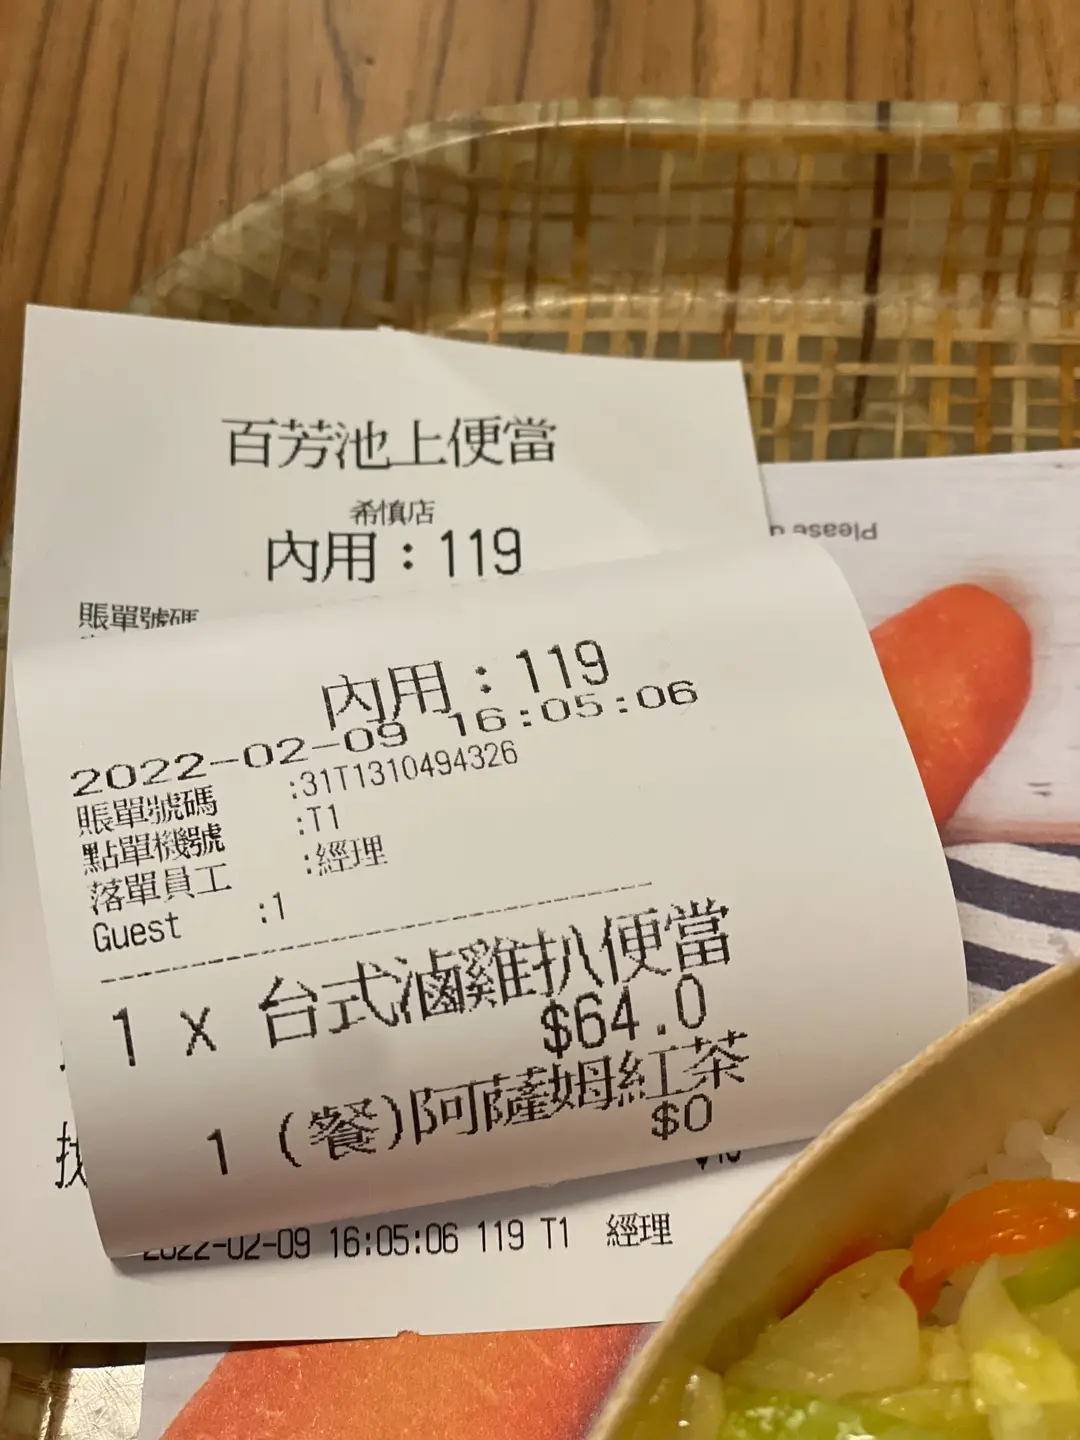 百芳池上便當
希慎店
內用：119
賬單號碼
Please
內用：119
2022-02-09 16:05:06
賬單號碼 :31T1310494326
點單機號 :T1
落單員工 :經理
Guest :1
1 x 台式滷雞扒便當
$64.0
1 (餐)阿薩姆紅茶
$0
找
2022-02-09 16:05:06 119 T1 經理